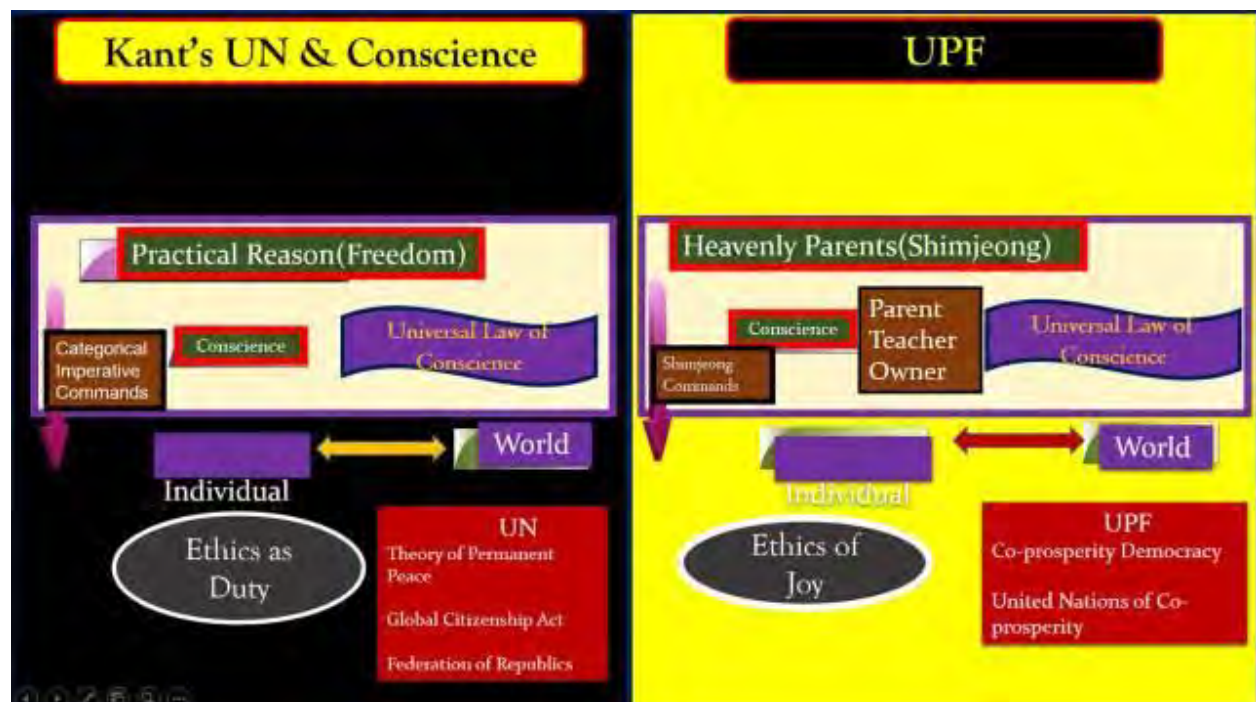 Kant's UN & Conscience
Practical Reason(Freedom)
Categorical
Imperative
Commands
Conscience
Universal Law of
Conscience
World
Individual
Ethics as
Duty
UN
Theory of Permanent
Peace
Global Citizenship Act
Federation of Republics
UPF
Heavenly Parents(Shimjeong)
Conscience
Parent
Teacher
Owner
Shimjeong
Commands
Universal Law of
Conscience
World
Individual
Ethics of
Joy
UPF
Co-prosperity Democracy
United Nations of Co-
prosperity